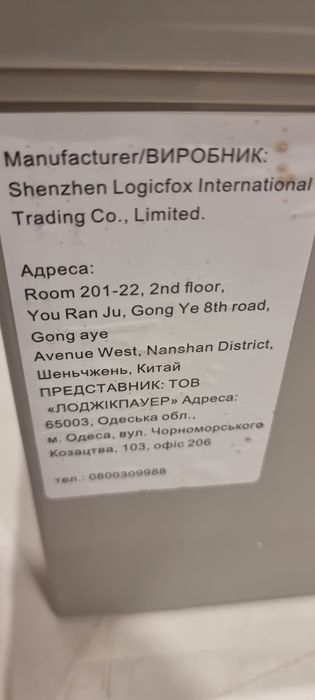 Manufacturer/ВИРОБНИК:
Shenzhen Logicfox International
Trading Co., Limited.
Адреса:
Room 201-22, 2nd floor,
You Ran Ju, Gong Ye 8th road,
Gong aye
Avenue West, Nanshan District,
Шеньчжень, Китай
ПРЕДСТАВНИК: ТОВ
«ЛОДЖІКПАУЕР» Адреса:
65003, Одеська обл.,
м. Одеса, вул. Чорноморського
Козацтва, 103, офіс 206
тел.: 0800309988